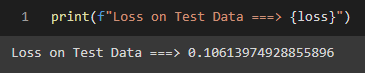 1 print(f"Loss on Test Data ===> {loss}")
Loss on Test Data ===> 0.10613974928855896